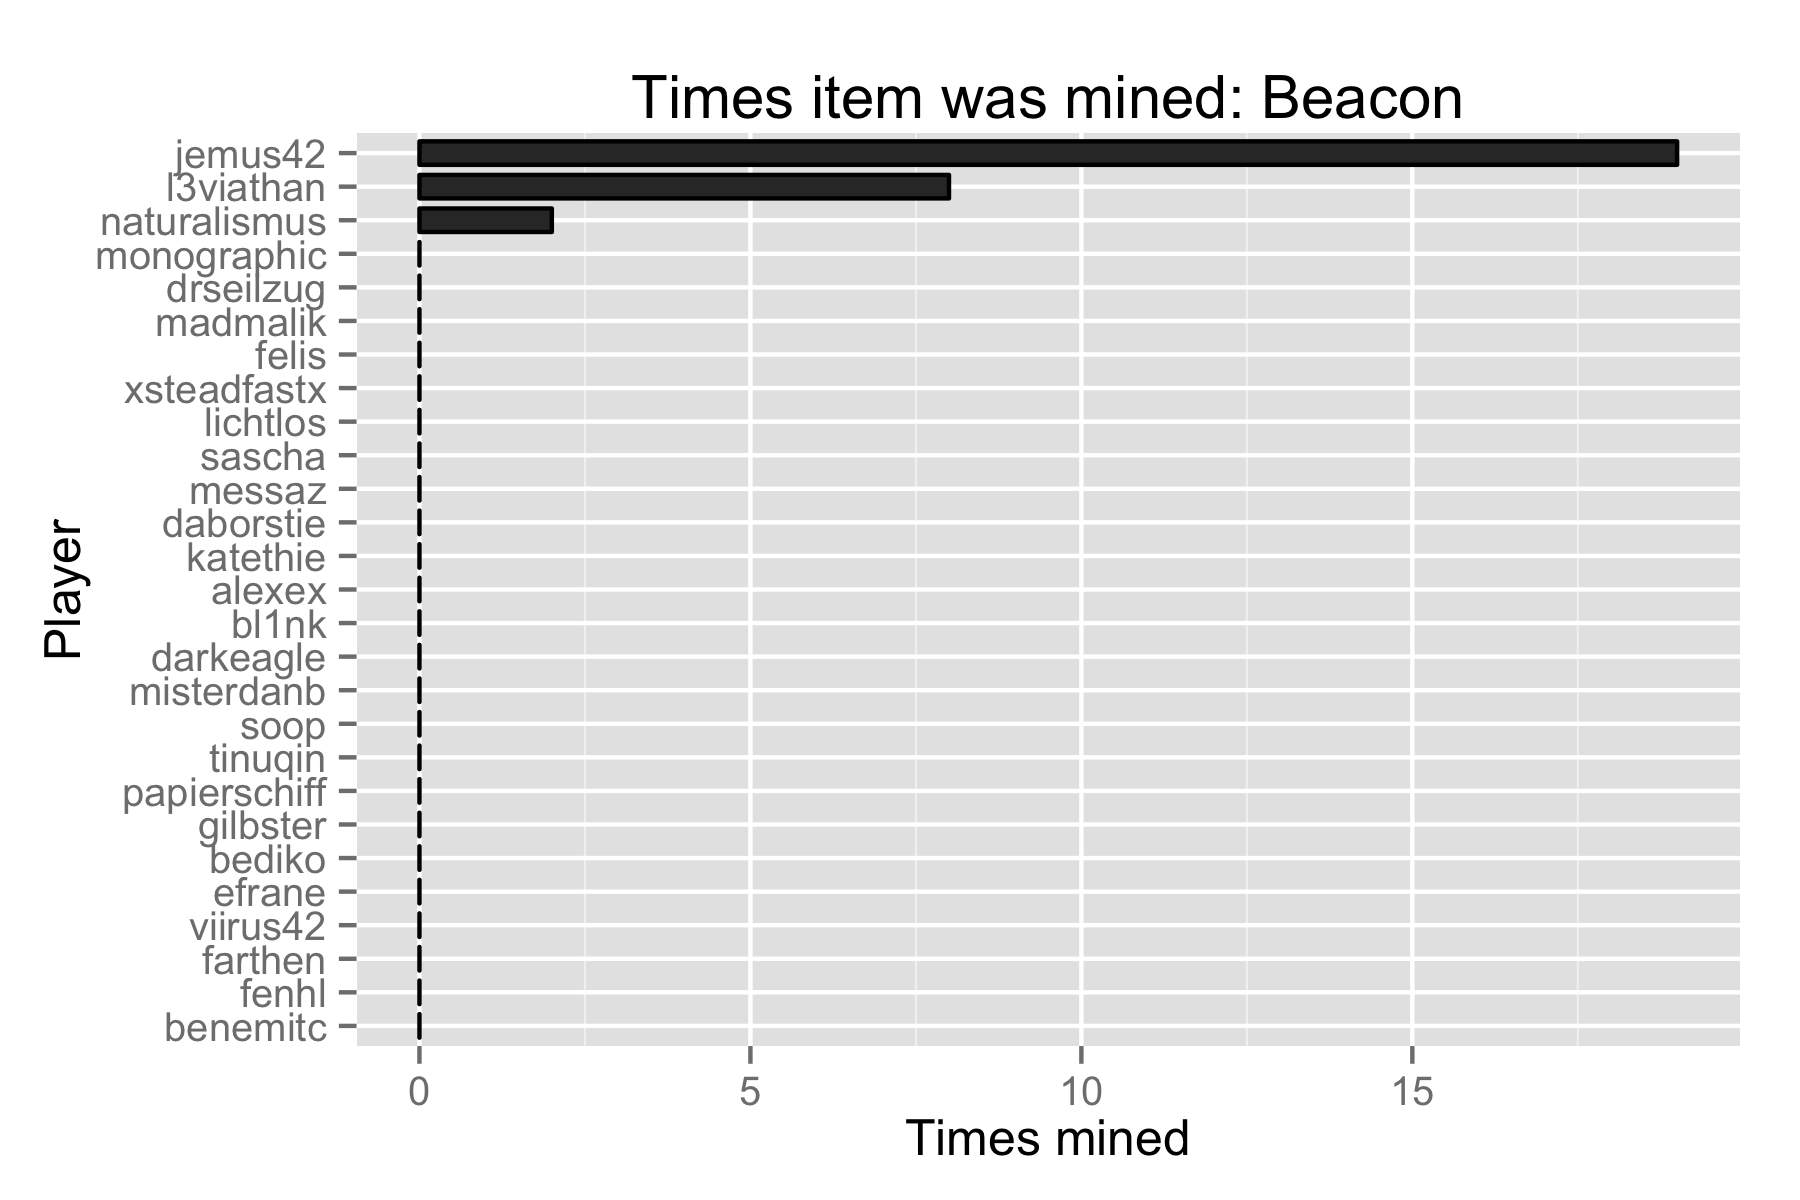 Times item was mined: Beacon
jemus42
l3viathan
naturalismus
monographic
drseilzug
madmalik
felis
xsteadfastx
lichtlos
sascha
messaz
daborstie
katethie
alexex
bl1nk
darkeagle
misterdanb
soop
tinuqin
papierschiff
gilbster
bediko
efrane
viirus42
farthen
fenhl
benemitc
Player
0 5 10 15
Times mined